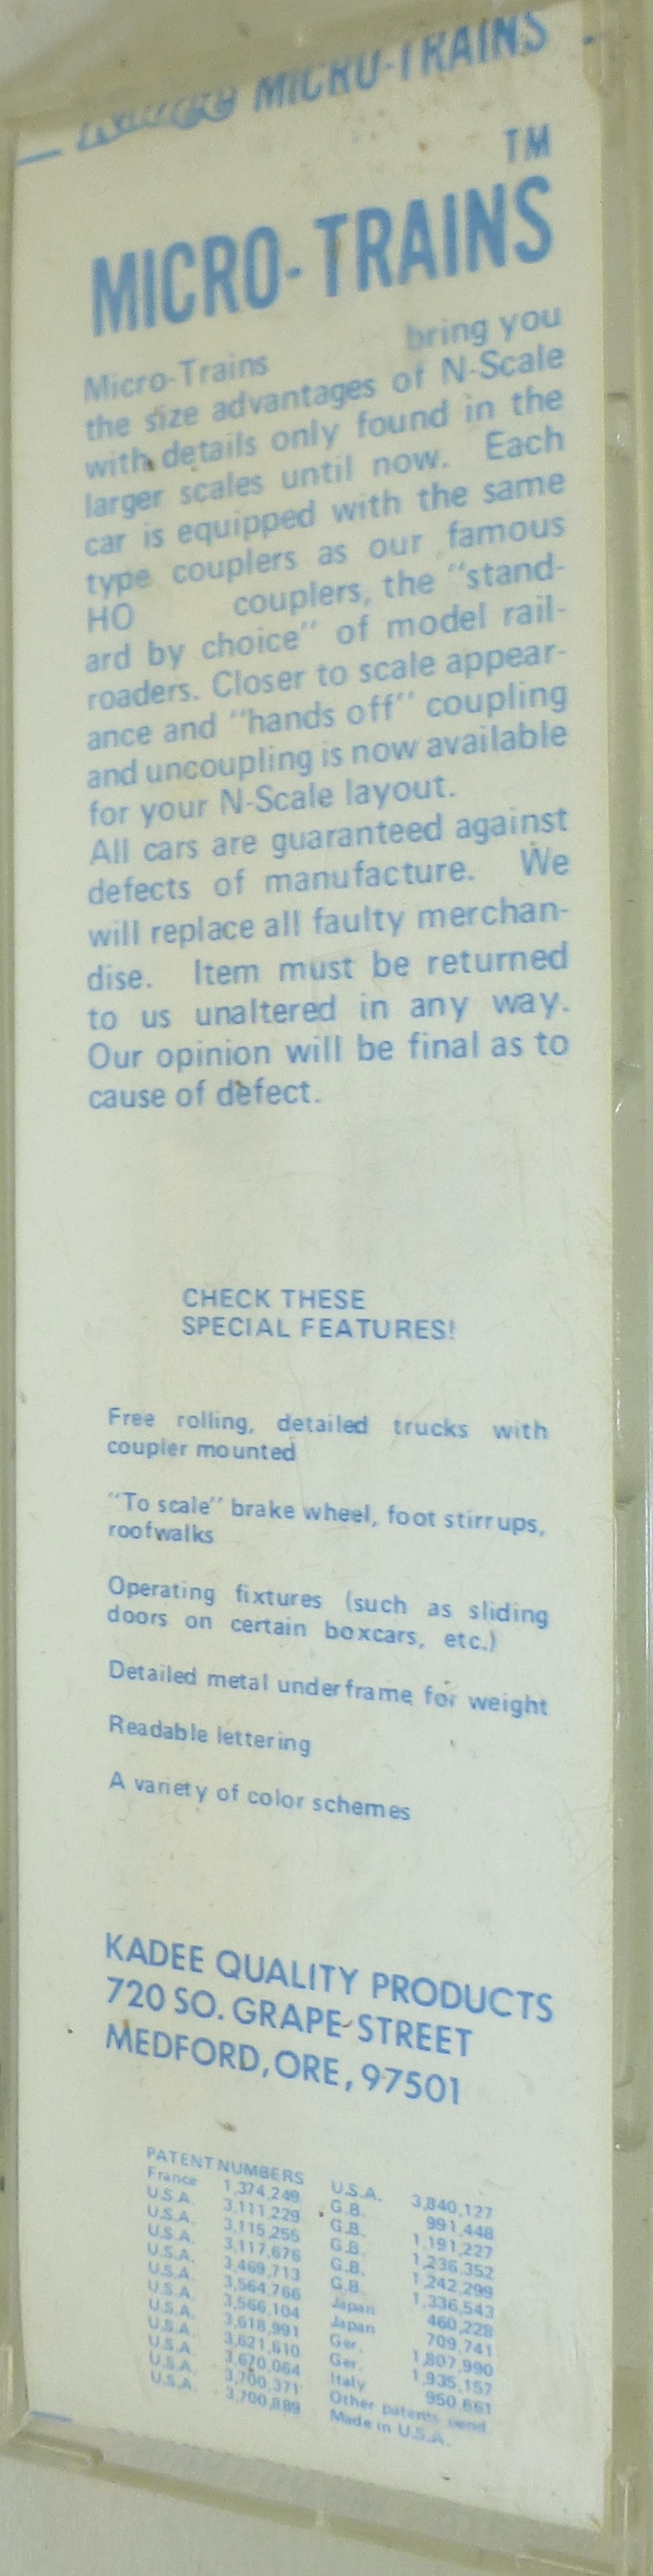 Kadee MICRO-TRAINS
TM
MICRO-TRAINS
Micro-Trains bring you
the size advantages of N-Scale
with details only found in the
larger scales until now. Each
car is equipped with the same
type couplers as our famous
HO couplers, the "stand-
ard by choice" of model rail-
roaders. Closer to scale appear-
ance and "hands off" coupling
and uncoupling is now available
for your N-Scale layout.
All cars are guaranteed against
defects of manufacture. We
will replace all faulty merchan-
dise. Item must be returned
to us unaltered in any way.
Our opinion will be final as to
cause of defect.
CHECK THESE
SPECIAL FEATURES!
Free rolling, detailed trucks with
coupler mounted
"To scale" brake wheel, foot stirrups,
roofwalks
Operating fixtures (such as sliding
doors on certain boxcars, etc.)
Detailed metal underframe for weight
Readable lettering
A variety of color schemes
KADEE QUALITY PRODUCTS
720 SO. GRAPE STREET
MEDFORD, ORE, 97501
PATENT NUMBERS
France 1,374,249
U.S.A. 3,111,229
U.S.A. 3,115,255
U.S.A. 3,117,676
U.S.A. 3,469,713
U.S.A. 3,564,766
U.S.A. 3,566,104
U.S.A. 3,618,991
U.S.A. 3,621,610
U.S.A. 3,670,064
U.S.A. 3,700,371
U.S.A. 3,700,889
U.S.A. 3,840,127
G.B. 991,448
G.B. 1,191,227
G.B. 1,236,352
G.B. 1,242,299
G.B. 1,336,543
Japan 460,228
Japan 709,741
Ger. 1,807,990
Ger. 1,935,157
Italy 950,661
Other patents pend.
Made in U.S.A.